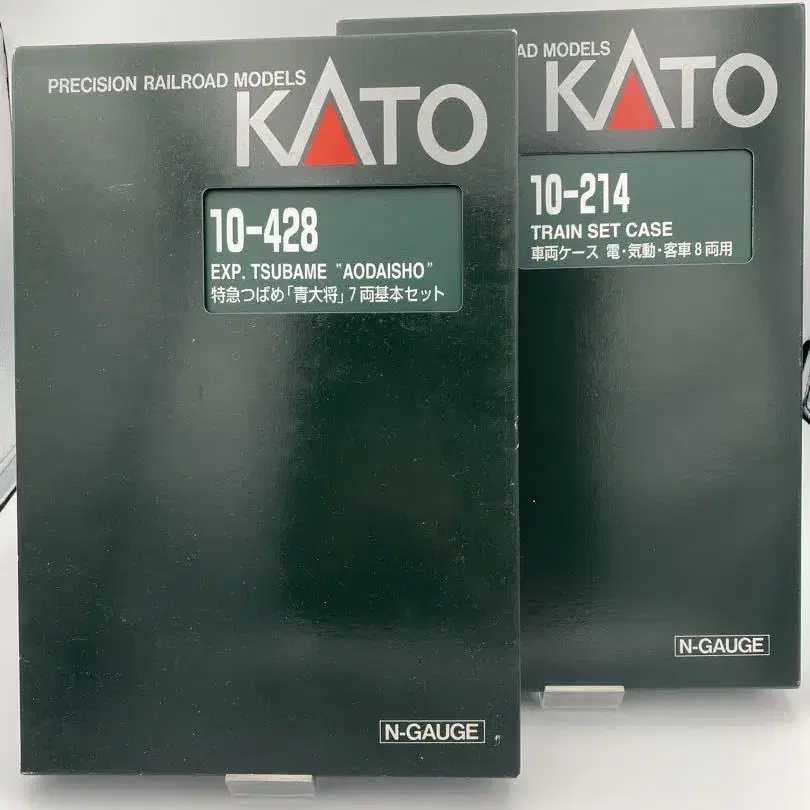 PRECISION RAILROAD MODELS
KATO
10-428
EXP. TSUBAME "AODAISHO"
特急つばめ「青大将」7両基本セット
N-GAUGE
MODELS
KATO
10-214
TRAIN SET CASE
車両ケース 電・気動・客車8両用
N-GAUGE